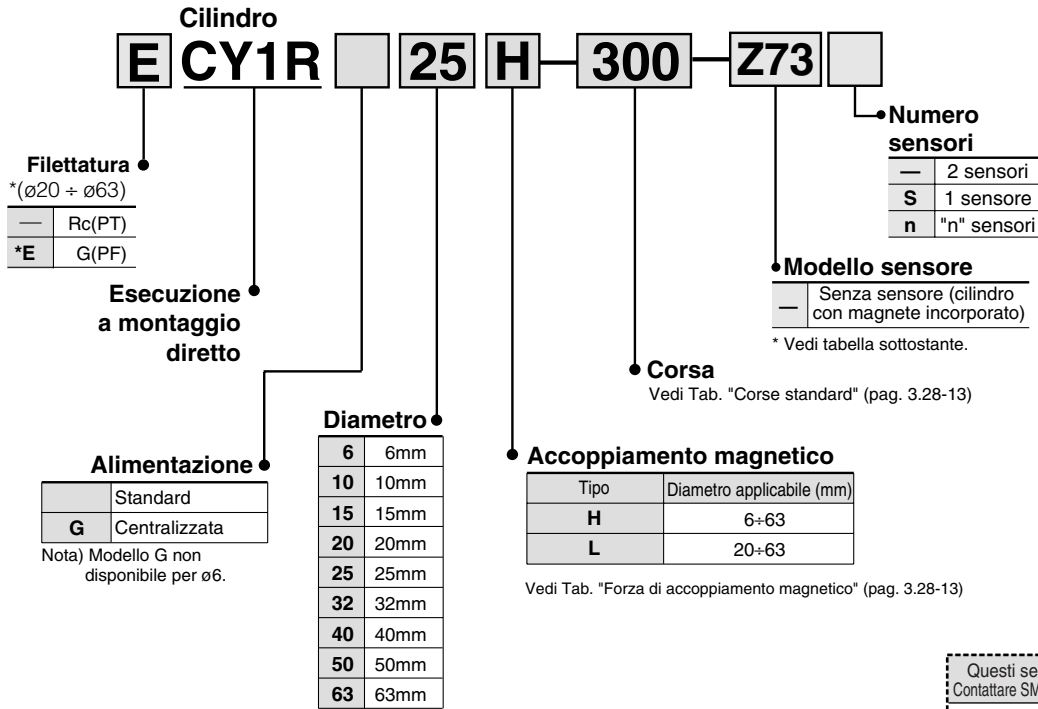 Cilindro
E CY1R 25 H 300 Z73
Numero
sensori
— 2 sensori
S 1 sensore
n "n" sensori
Filettatura
*(ø20 ÷ ø63)
— Rc(PT)
*E G(PF)
Modello sensore
— Senza sensore (cilindro
con magnete incorporato)
* Vedi tabella sottostante.
Esecuzione
a montaggio
diretto
Corsa
Vedi Tab. "Corse standard" (pag. 3.28-13)
Alimentazione
Standard
G Centralizzata
Nota) Modello G non
disponibile per ø6.
Diametro
6 6mm
10 10mm
15 15mm
20 20mm
25 25mm
32 32mm
40 40mm
50 50mm
63 63mm
Accoppiamento magnetico
Tipo Diametro applicabile (mm)
H 6÷63
L 20÷63
Vedi Tab. "Forza di accoppiamento magnetico" (pag. 3.28-13)
Questi se
Contattare SM